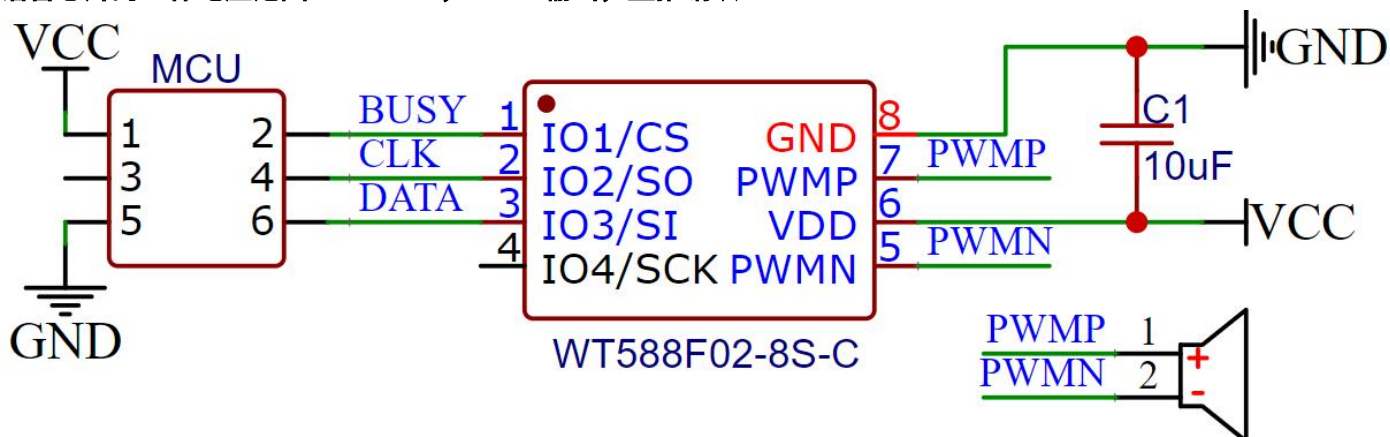 VCC
MCU
1 2
3 4
5 6
GND
BUSY
CLK
DATA
1 IO1/CS
2 IO2/SO
3 IO3/SI
4 IO4/SCK
GND 8
PWMP 7
VDD 6
PWMN 5
WT588F02-8S-C
PWMP
PWMN
GND
C1
10uF
VCC
PWMP 1
PWMN 2
+
-